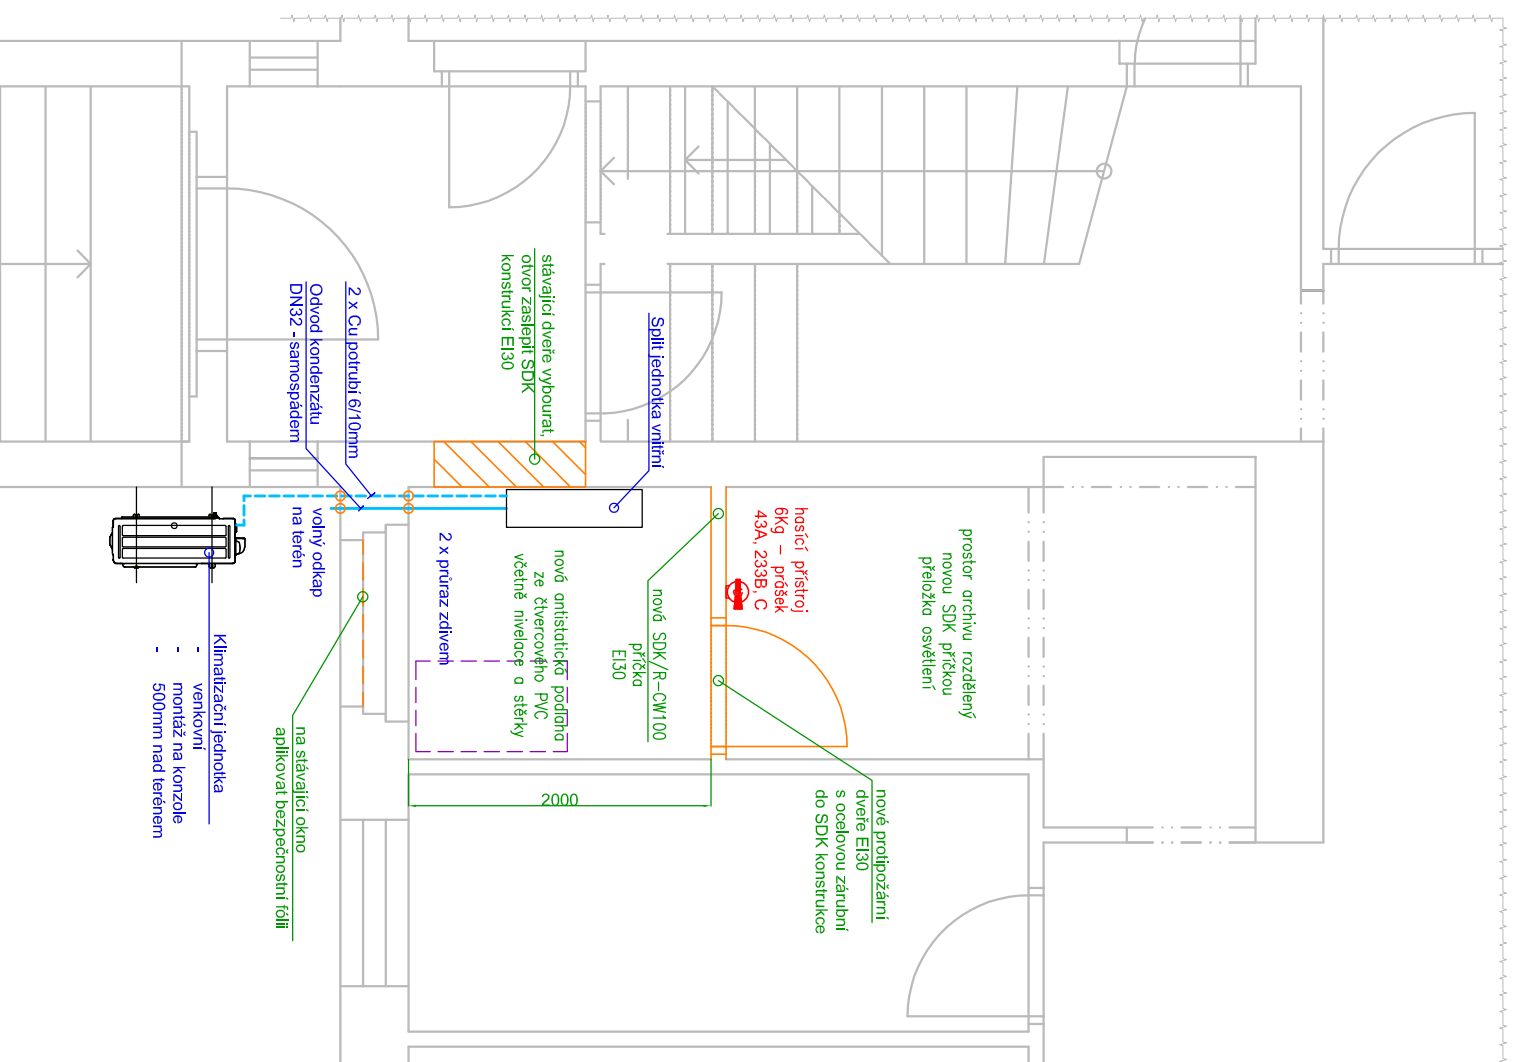 stávající dveře vybourat,
otvor zaslepit SDK
konstrukcí EI30
Split jednotka vnitřní
2 x Cu potrubí 6/10mm
Odvod kondenzátu
DN32 - samospádem
volný odkap
na terén
2 x průraz zdivem
nová antistatická podlaha
ze čtvercového PVC
včetně nivelace a stěrky
nová SDK/R-CW100
příčka
EI30
hasící přístroj
6Kg – prášek
43A, 233B, C
prostor archivu rozdělený
novou SDK příčkou
přeložka osvětlení
nové protipožární
dveře EI30
s ocelovou zárubní
do SDK konstrukce
2000
na stávající okno
aplikovat bezpečnostní fólii
Klimatizační jednotka
- venkovní
- montáž na konzole
- 500mm nad terénem